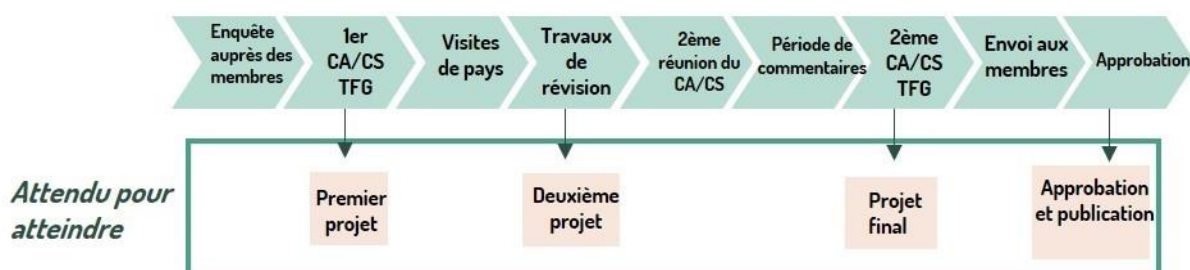 Enquête
auprès des
membres
1er
CA/CS
TFG
Visites
de pays
Travaux
de
révision
2ème
réunion du
CA/CS
Période de
commentaires
2ème
CA/CS
TFG
Envoi aux
membres
Approbation
Attendu pour
atteindre
Premier
projet
Deuxième
projet
Projet
final
Approbation
et publication